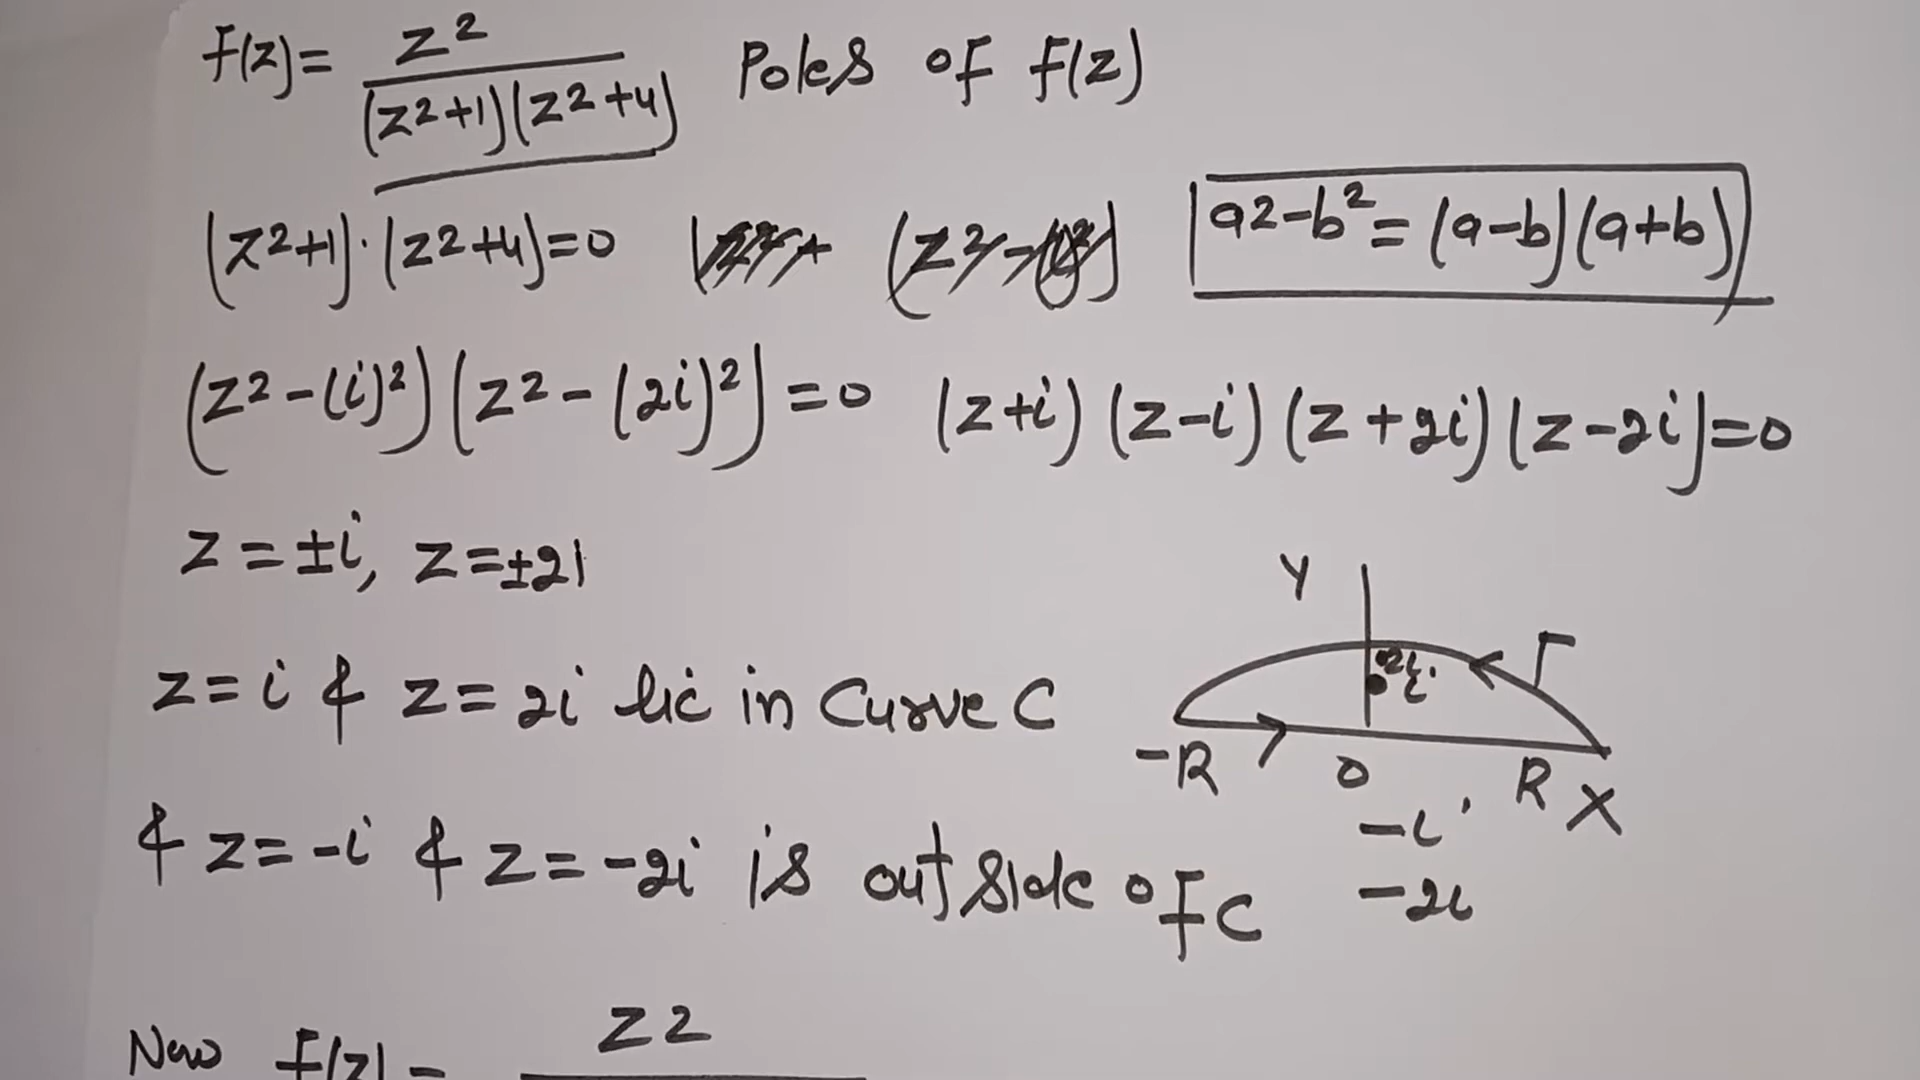 F(z)= z² / (z²+1)(z²+4) Poles of F(z)
(z²+1)·(z²+4)=0 a2-b²=(a-b)(a+b)
(z²-(i)²)(z²-(2i)²)=0 (z+i)(z-i)(z+2i)(z-2i)=0
z=±i, z=±2i
Y
2i
i
Γ
z=i & z=2i lie in Curve C
-R O R X
-i
& z=-i & z=-2i is outside of C
-2i
Now F(z)= z2